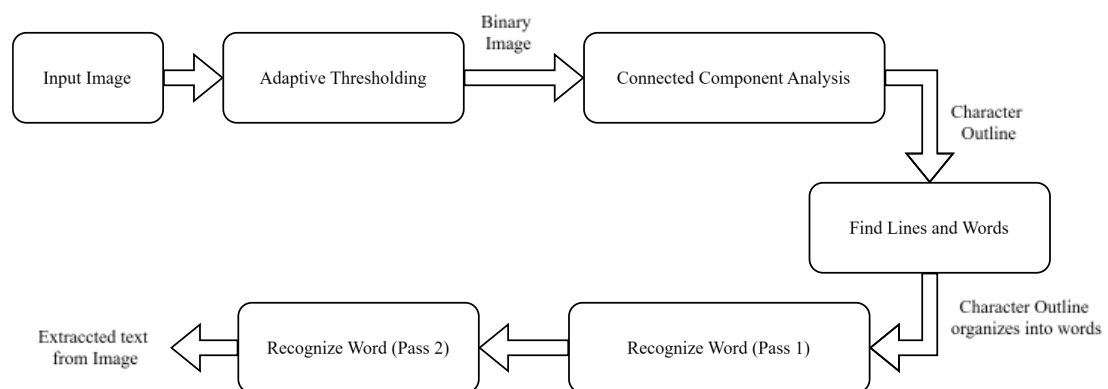 Input Image
Adaptive Thresholding
Binary
Image
Connected Component Analysis
Character
Outline
Find Lines and Words
Character Outline
organizes into words
Recognize Word (Pass 1)
Recognize Word (Pass 2)
Extraccted text
from Image